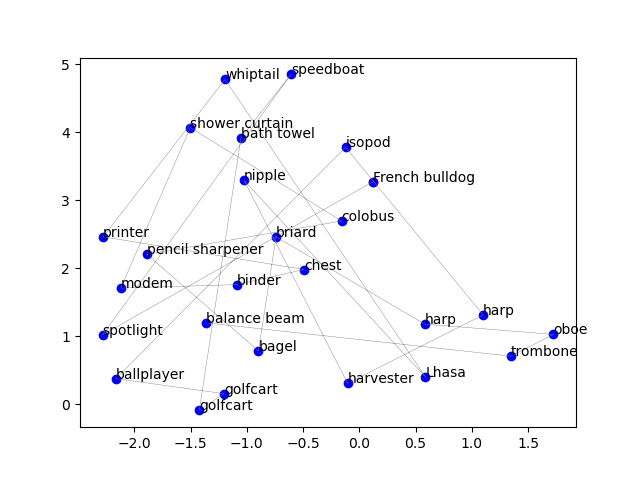 5
speedboat
whiptail
shower curtain
4
bath towel
isopod
nipple
French bulldog
3
colobus
printer
briard
pencil sharpener
2
chest
modem
binder
harp
balance beam
harp
oboe
1
spotlight
bagel
trombone
ballplayer
harvester
Lhasa
golfcart
0
golfcart
−2.0 −1.5 −1.0 −0.5 0.0 0.5 1.0 1.5